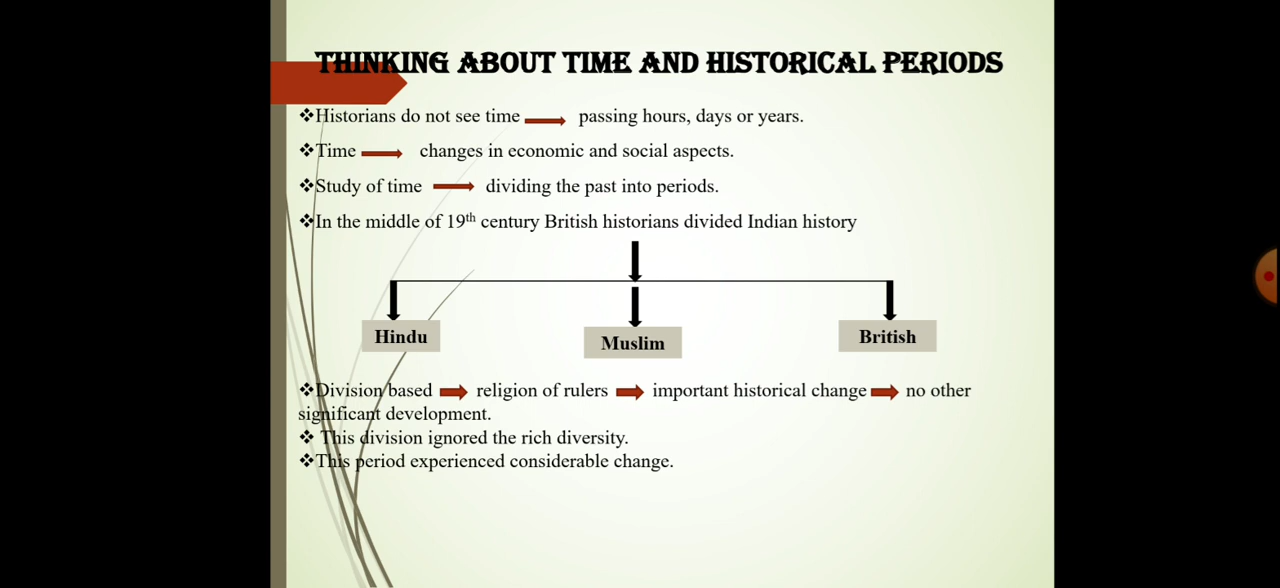 THINKING ABOUT TIME AND HISTORICAL PERIODS
❖Historians do not see time → passing hours, days or years.
❖Time → changes in economic and social aspects.
❖Study of time → dividing the past into periods.
❖In the middle of 19th century British historians divided Indian history
Hindu
Muslim
British
❖Division based → religion of rulers → important historical change → no other
significant development.
❖ This division ignored the rich diversity.
❖This period experienced considerable change.